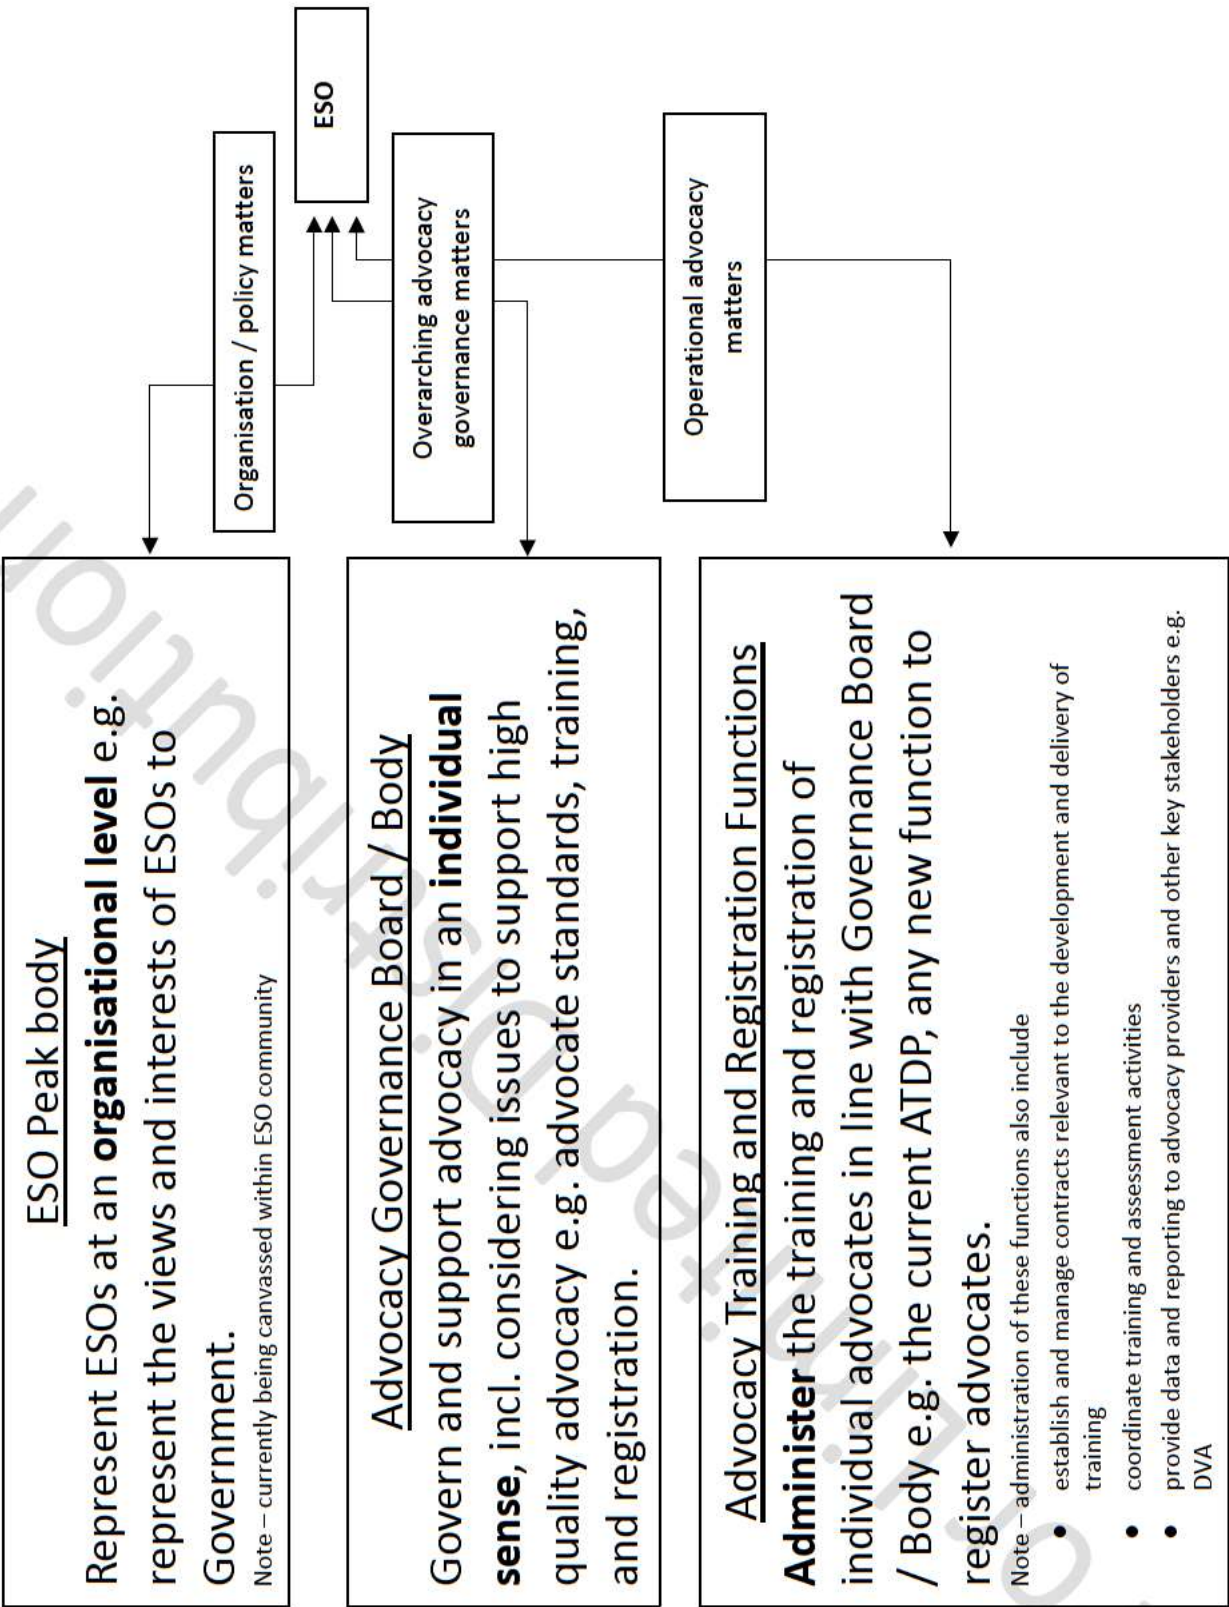 ESO Peak body
Represent ESOs at an organisational level e.g.
represent the views and interests of ESOs to
Government.
Note – currently being canvassed within ESO community
Advocacy Governance Board / Body
Govern and support advocacy in an individual
sense, incl. considering issues to support high
quality advocacy e.g. advocate standards, training,
and registration.
Advocacy Training and Registration Functions
Administer the training and registration of
individual advocates in line with Governance Board
/ Body e.g. the current ATDP, any new function to
register advocates.
Note – administration of these functions also include
• establish and manage contracts relevant to the development and delivery of
training
• coordinate training and assessment activities
• provide data and reporting to advocacy providers and other key stakeholders e.g.
DVA
Organisation / policy matters
Overarching advocacy
governance matters
Operational advocacy
matters
ESO
or Limited Distribution